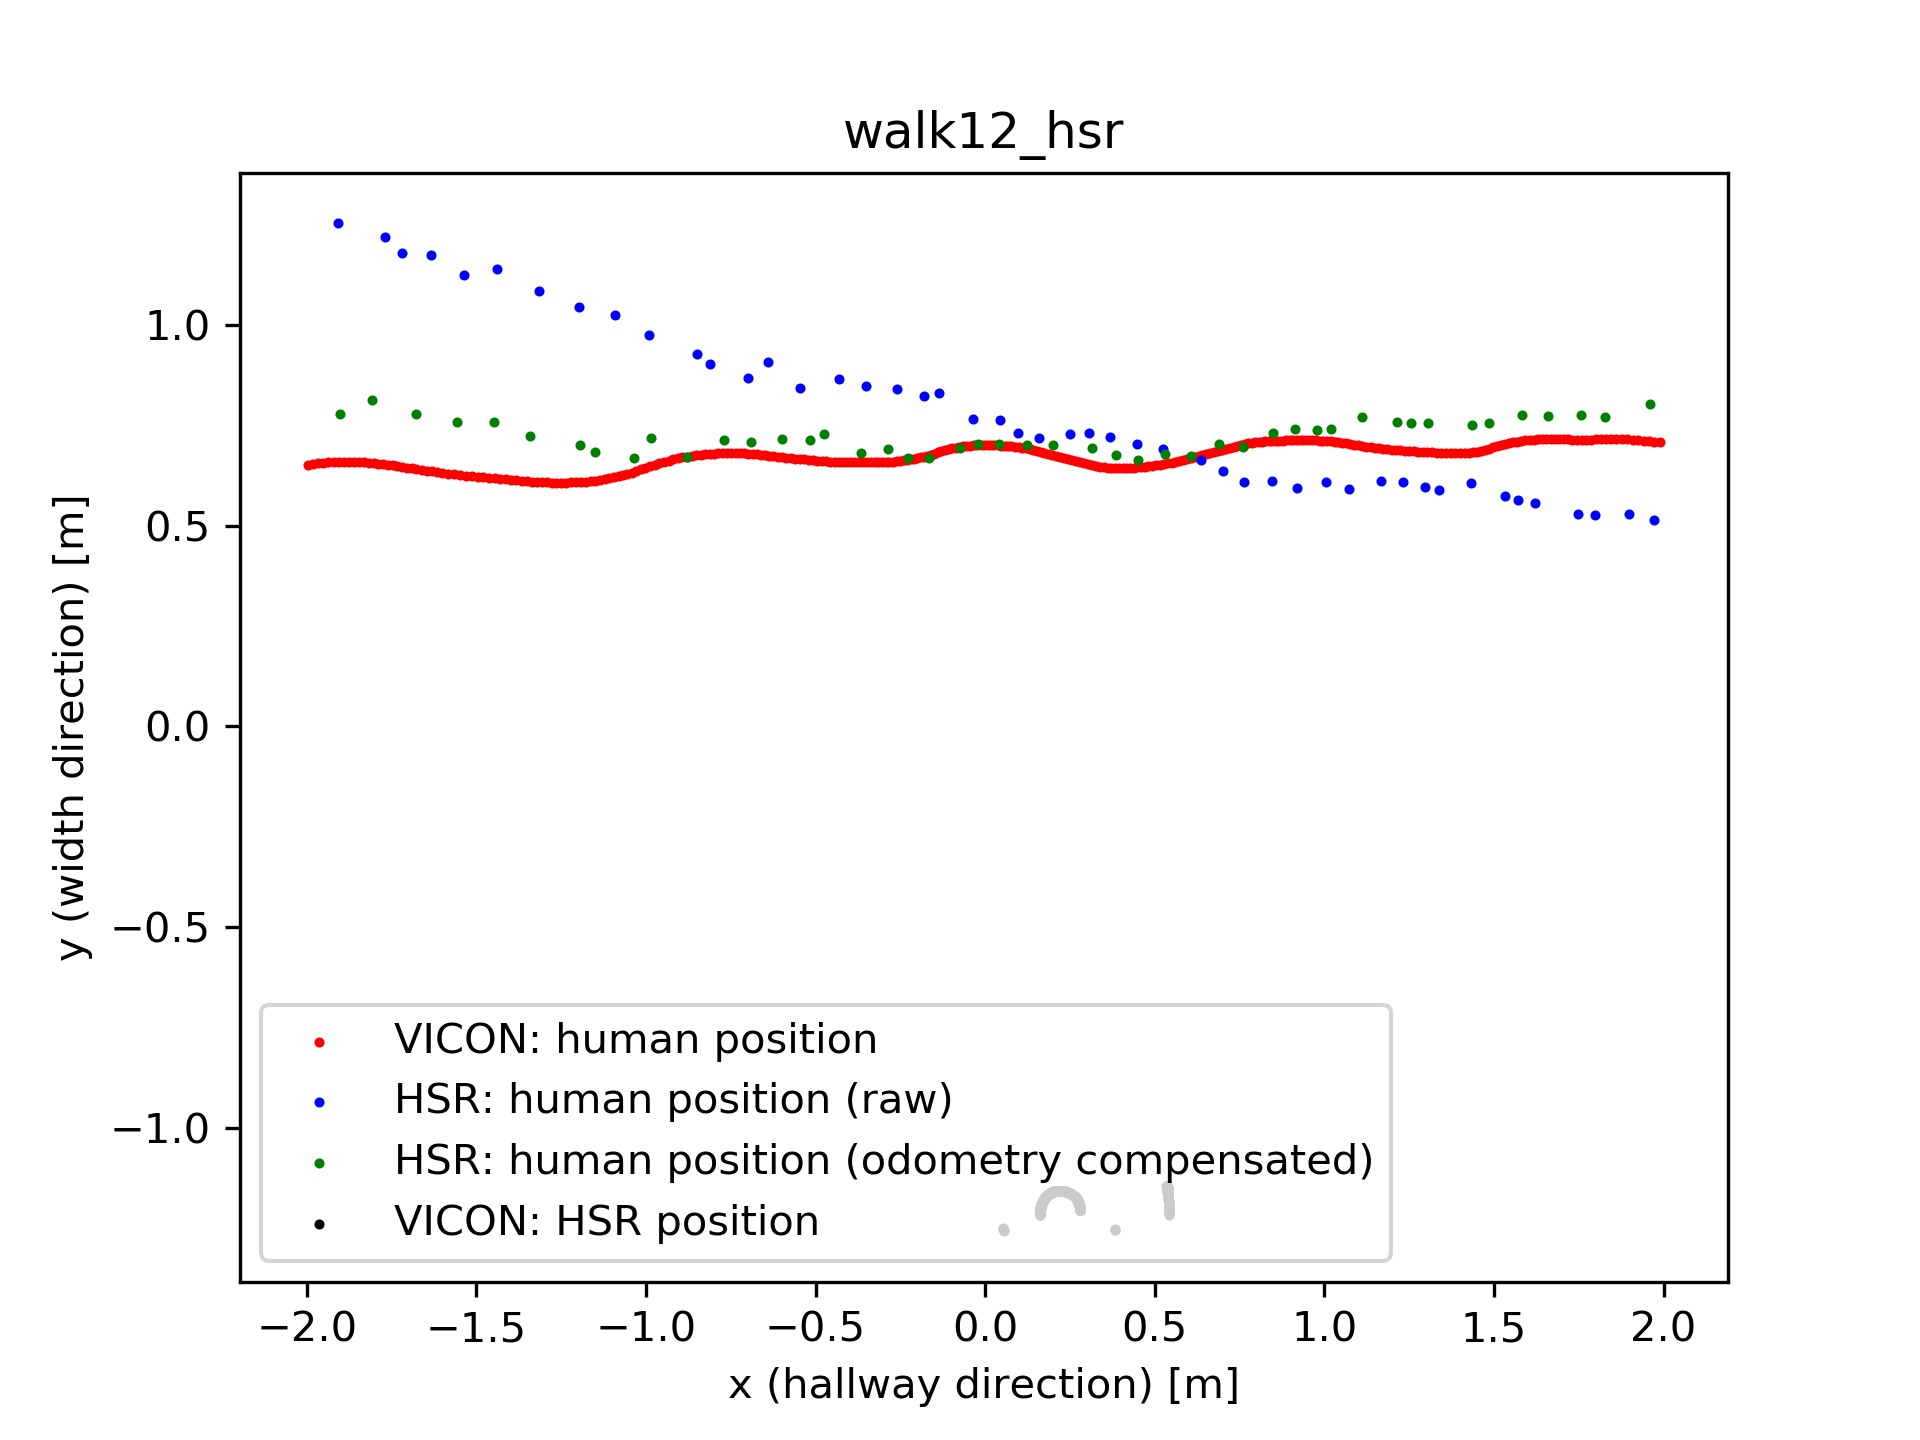 walk12_hsr
y (width direction) [m]
1.0
0.5
0.0
−0.5
−1.0
VICON: human position
HSR: human position (raw)
HSR: human position (odometry compensated)
VICON: HSR position
−2.0 −1.5 −1.0 −0.5 0.0 0.5 1.0 1.5 2.0
x (hallway direction) [m]